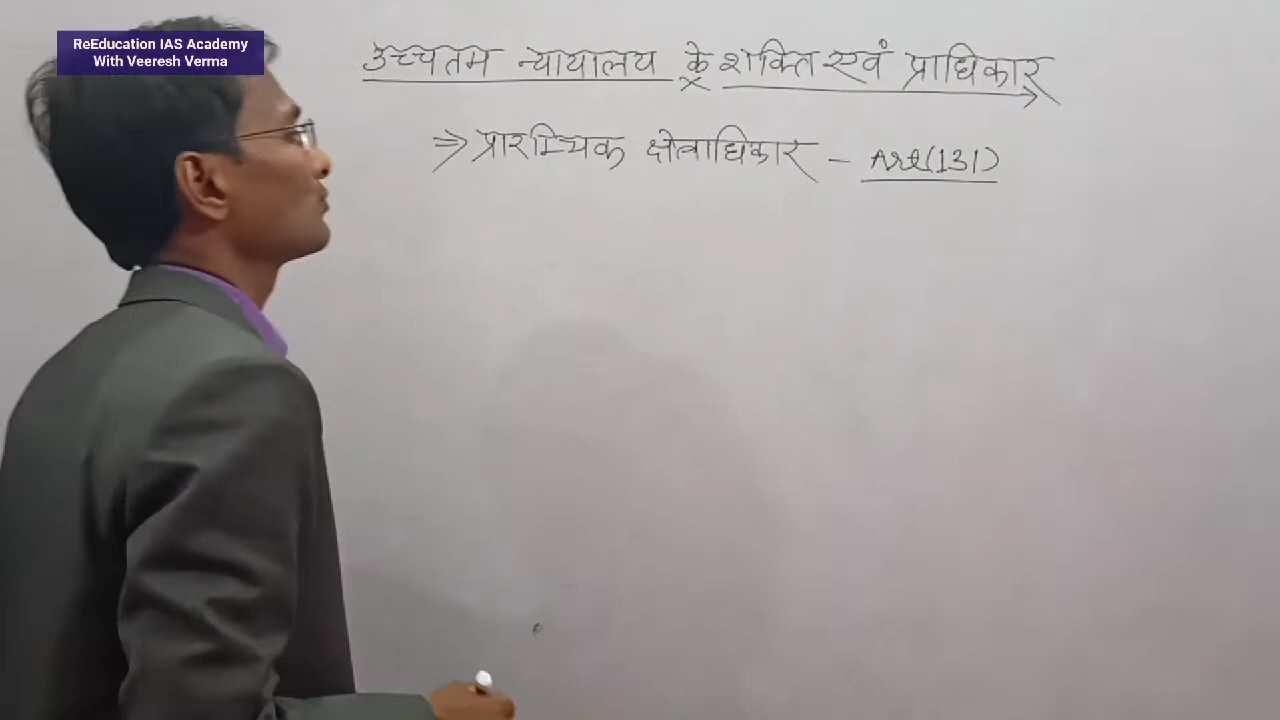 ReEducation IAS Academy
With Veeresh Verma
उच्चतम न्यायालय के शक्ति एवं प्राधिकार
⇒ प्रारम्भिक क्षेत्राधिकार - Art(131)